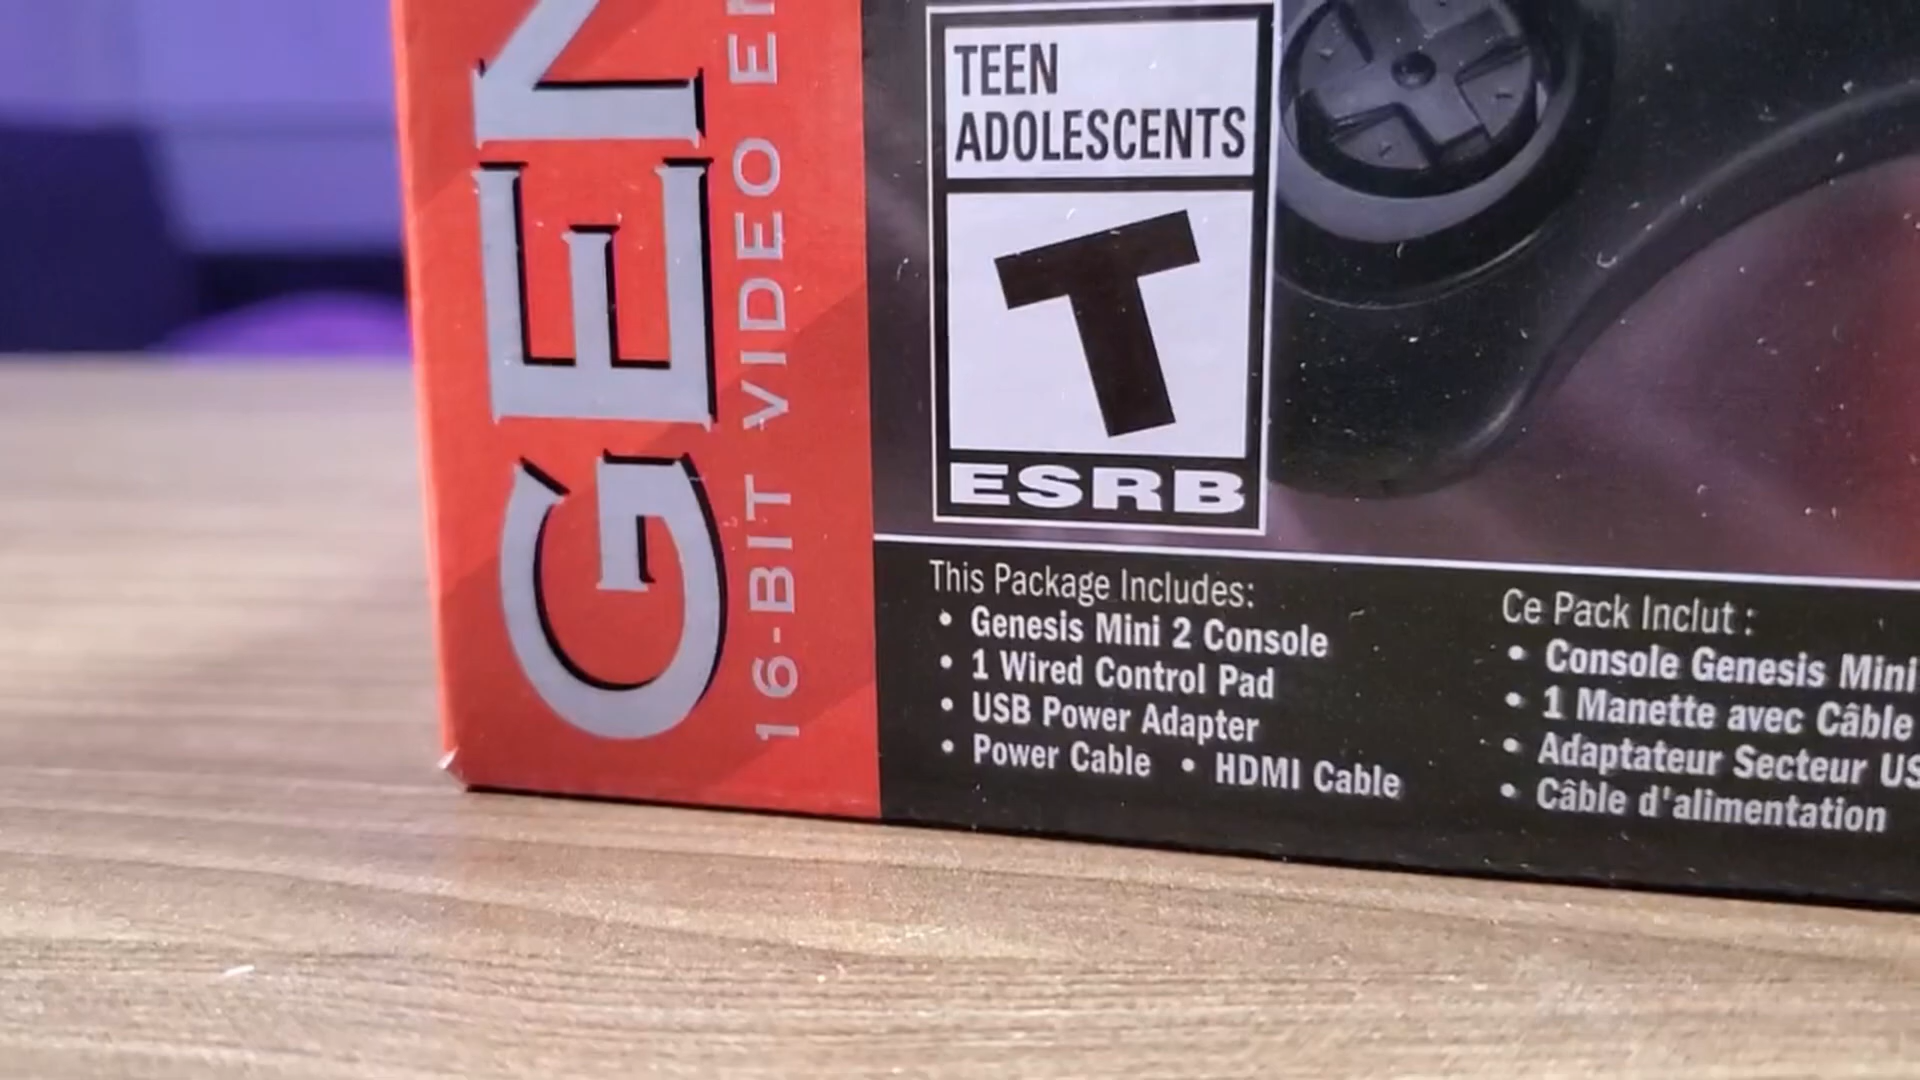 GEN
16-BIT VIDEO
TEEN
ADOLESCENTS
T
ESRB
This Package Includes:
• Genesis Mini 2 Console
• 1 Wired Control Pad
• USB Power Adapter
• Power Cable • HDMI Cable
Ce Pack Inclut :
• Console Genesis Mini
• 1 Manette avec Câble
• Adaptateur Secteur US
• Câble d'alimentation